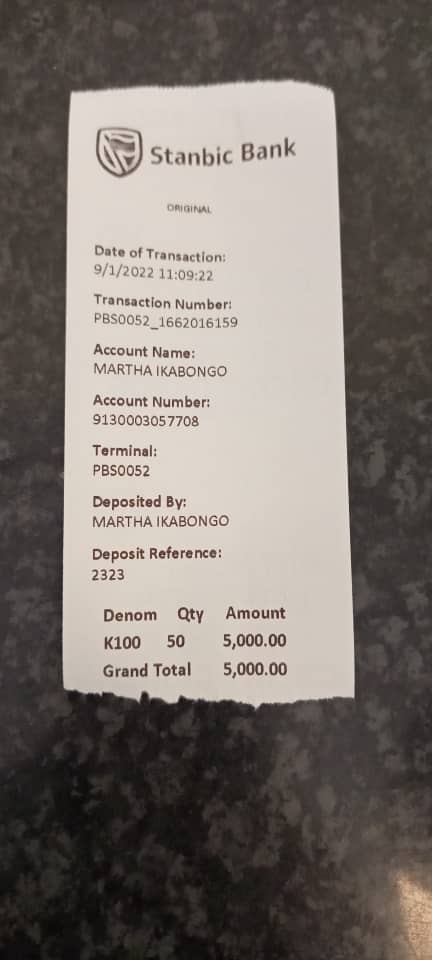 Stanbic Bank
ORIGINAL
Date of Transaction:
9/1/2022 11:09:22
Transaction Number:
PBS0052_1662016159
Account Name:
MARTHA IKABONGO
Account Number:
9130003057708
Terminal:
PBS0052
Deposited By:
MARTHA IKABONGO
Deposit Reference:
2323
Denom Qty Amount
K100 50 5,000.00
Grand Total 5,000.00